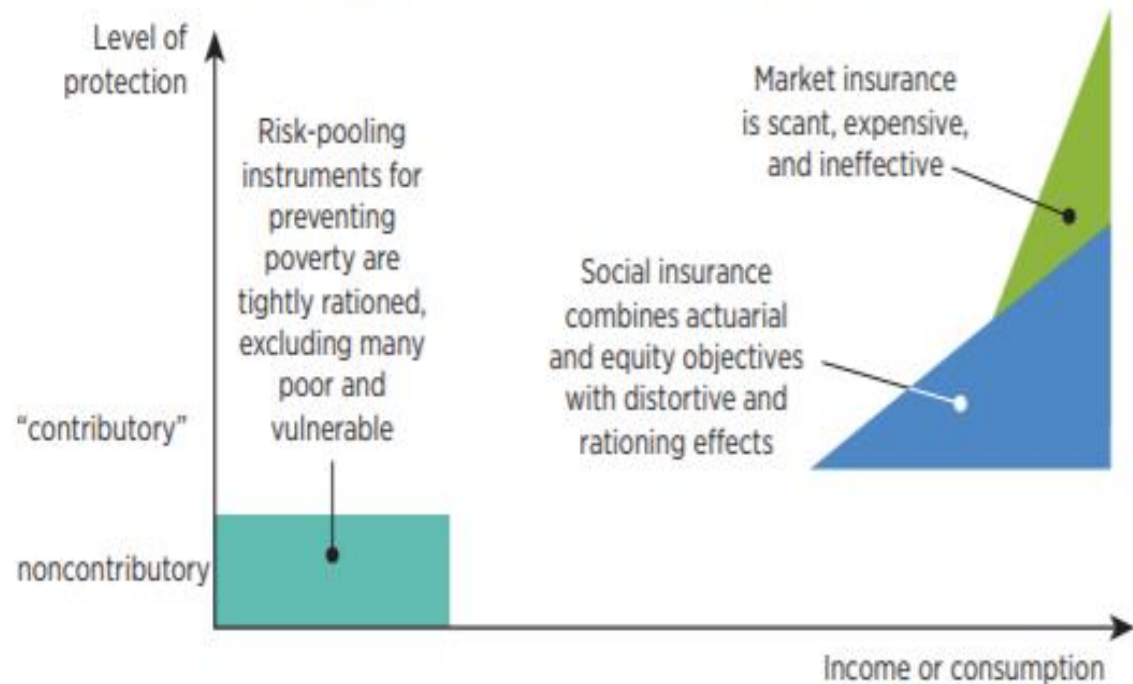 Level of
protection
Risk-pooling
instruments for
preventing
poverty are
tightly rationed,
excluding many
poor and
vulnerable
Market insurance
is scant, expensive,
and ineffective
Social insurance
combines actuarial
and equity objectives
with distortive and
rationing effects
“contributory”
noncontributory
Income or consumption